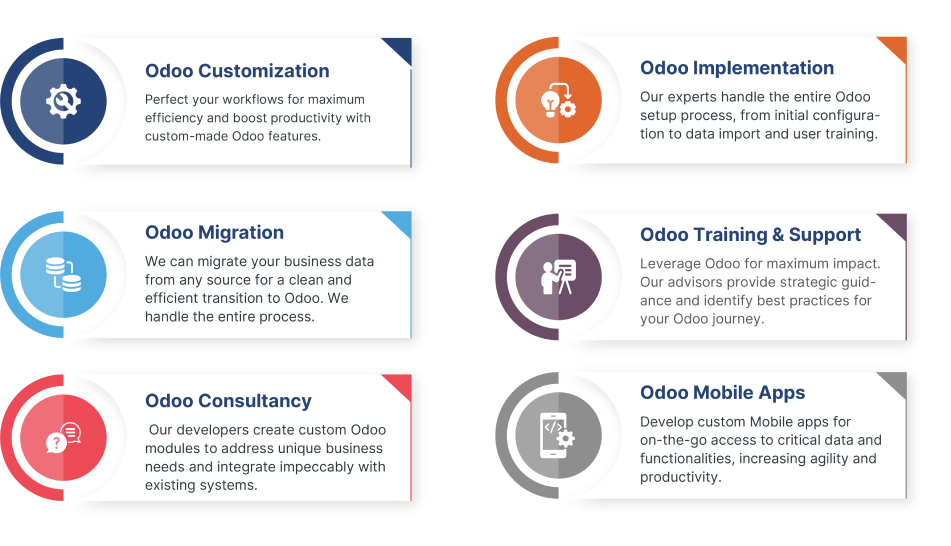 Odoo Customization
Perfect your workflows for maximum
efficiency and boost productivity with
custom-made Odoo features.
Odoo Implementation
Our experts handle the entire Odoo
setup process, from initial configura-
tion to data import and user training.
Odoo Migration
We can migrate your business data
from any source for a clean and
efficient transition to Odoo. We
handle the entire process.
Odoo Training & Support
Leverage Odoo for maximum impact.
Our advisors provide strategic guid-
ance and identify best practices for
your Odoo journey.
Odoo Consultancy
Our developers create custom Odoo
modules to address unique business
needs and integrate impeccably with
existing systems.
Odoo Mobile Apps
Develop custom Mobile apps for
on-the-go access to critical data and
functionalities, increasing agility and
productivity.